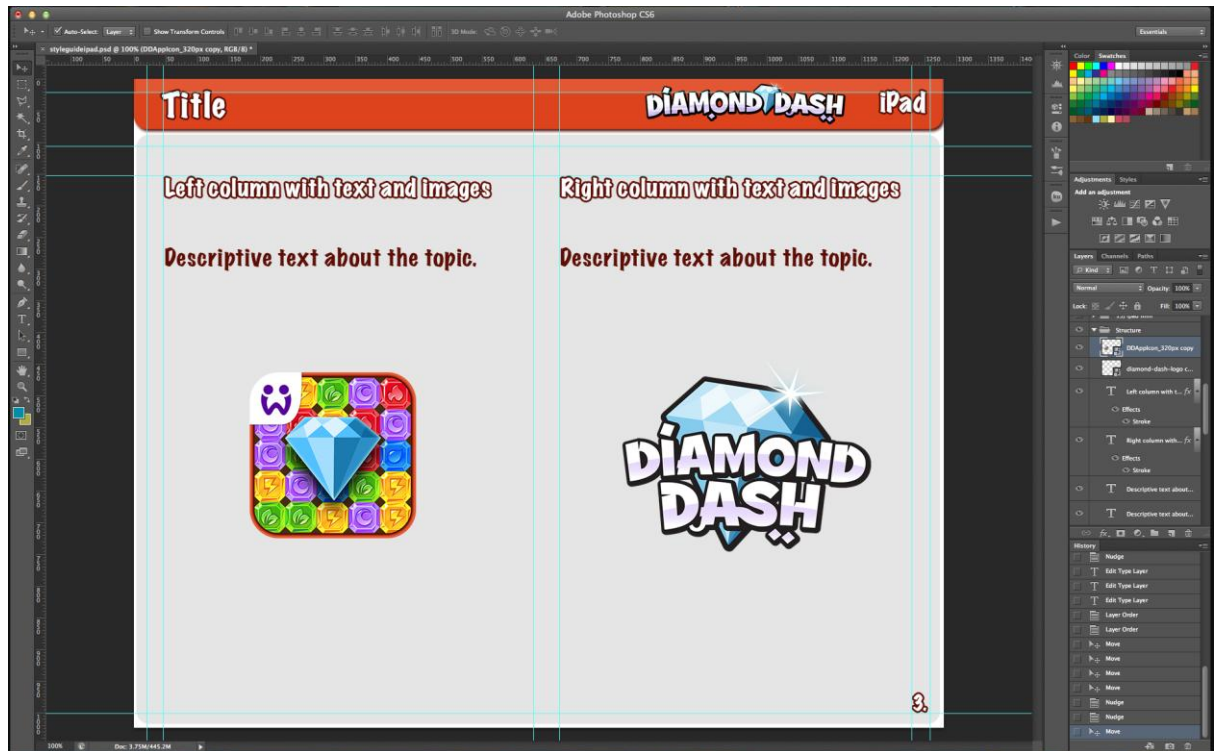 Adobe Photoshop CS6
Auto-Select: Layer Show Transform Controls 3D Mode: Essentials
× styleguideipad.psd @ 100% (DDAppIcon_320px copy, RGB/8) *
Title
DIAMOND DASH
iPad
Left column with text and images
Right column with text and images
Descriptive text about the topic.
Descriptive text about the topic.
DIAMOND
DASH
3.
100% Doc: 3.75M/445.2M
Color Swatches
Adjustments Styles
Add an adjustment
Layers Channels Paths
Kind
Normal Opacity: 100%
Lock: Fill: 100%
Structure
DDAppIcon_320px copy
diamond-dash-logo c...
Left column with t... fx
Effects
Stroke
Right column with... fx
Effects
Stroke
Descriptive text about...
Descriptive text about...
History
Nudge
Edit Type Layer
Edit Type Layer
Edit Type Layer
Layer Order
Layer Order
Move
Move
Move
Move
Nudge
Nudge
Move